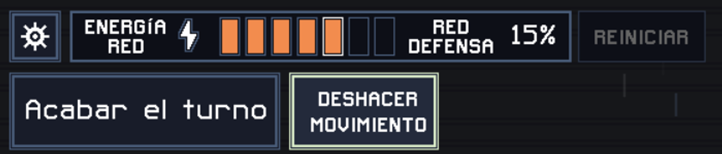 ENERGÍA
RED
RED
DEFENSA
15%
REINICIAR
Acabar el turno
DESHACER
MOVIMIENTO